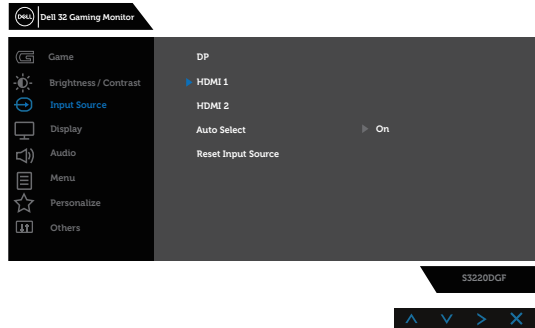 DELL Dell 32 Gaming Monitor
Game
Brightness / Contrast
Input Source
Display
Audio
Menu
Personalize
Others
DP
HDMI 1
HDMI 2
Auto Select On
Reset Input Source
S3220DGF